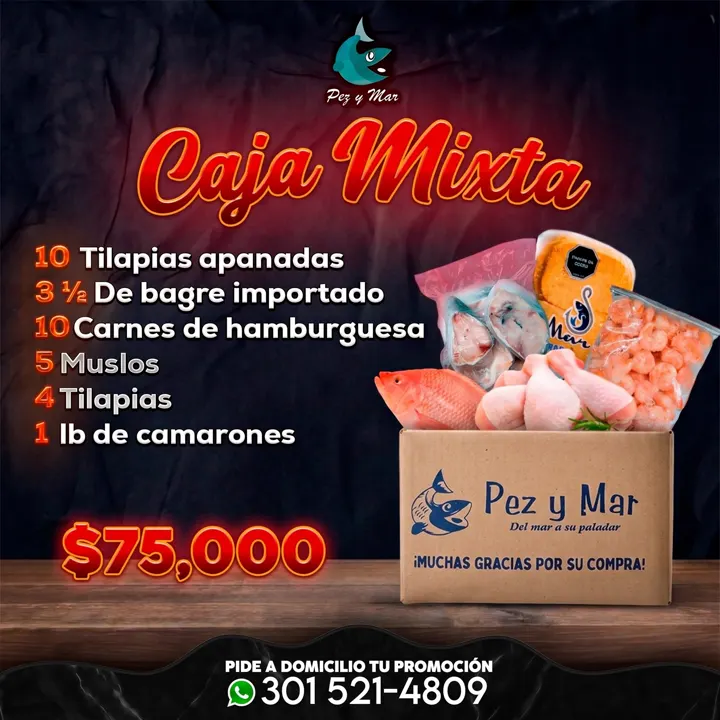 Pez y Mar
Caja Mixta
10 Tilapias apanadas
3 ½ De bagre importado
10 Carnes de hamburguesa
5 Muslos
4 Tilapias
1 lb de camarones
$75,000
Mar
Pez y Mar
Del mar a su paladar
¡MUCHAS GRACIAS POR SU COMPRA!
PIDE A DOMICILIO TU PROMOCIÓN
301 521-4809